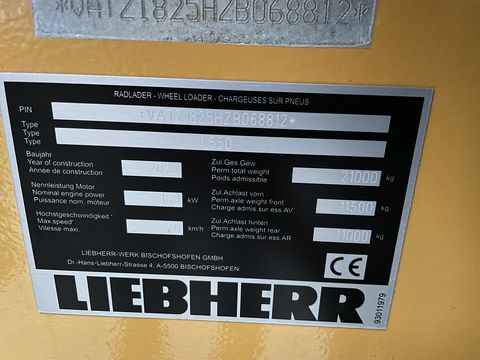 *VATZ1825HZB068812*
RADLADER - WHEEL LOADER - CHARGEUSES SUR PNEUS
PIN *VATZ1825HZB068812*
Type
Type
Type
Baujahr
Year of construction
Année de construction
Zul.Ges Gew.
Perm.total weight 21000 kg
Poids admissible
Nennleistung Motor
Nominal engine power kW
Puissance nom. moteur
Zul.Achslast vorn
Perm.axle weight front 11500 kg
Charge admis sur ess.AV
Höchstgeschwindigkeit
Max.speed km/h
Vitesse maxi.
Zul.Achslast hinten
Perm.axle weight rear 11000 kg
Charge admis sur ess.AR
LIEBHERR-WERK BISCHOFSHOFEN GMBH
Dr.-Hans-Liebherr-Strasse 4, A-5500 BISCHOFSHOFEN
CE
LIEBHERR
93011979